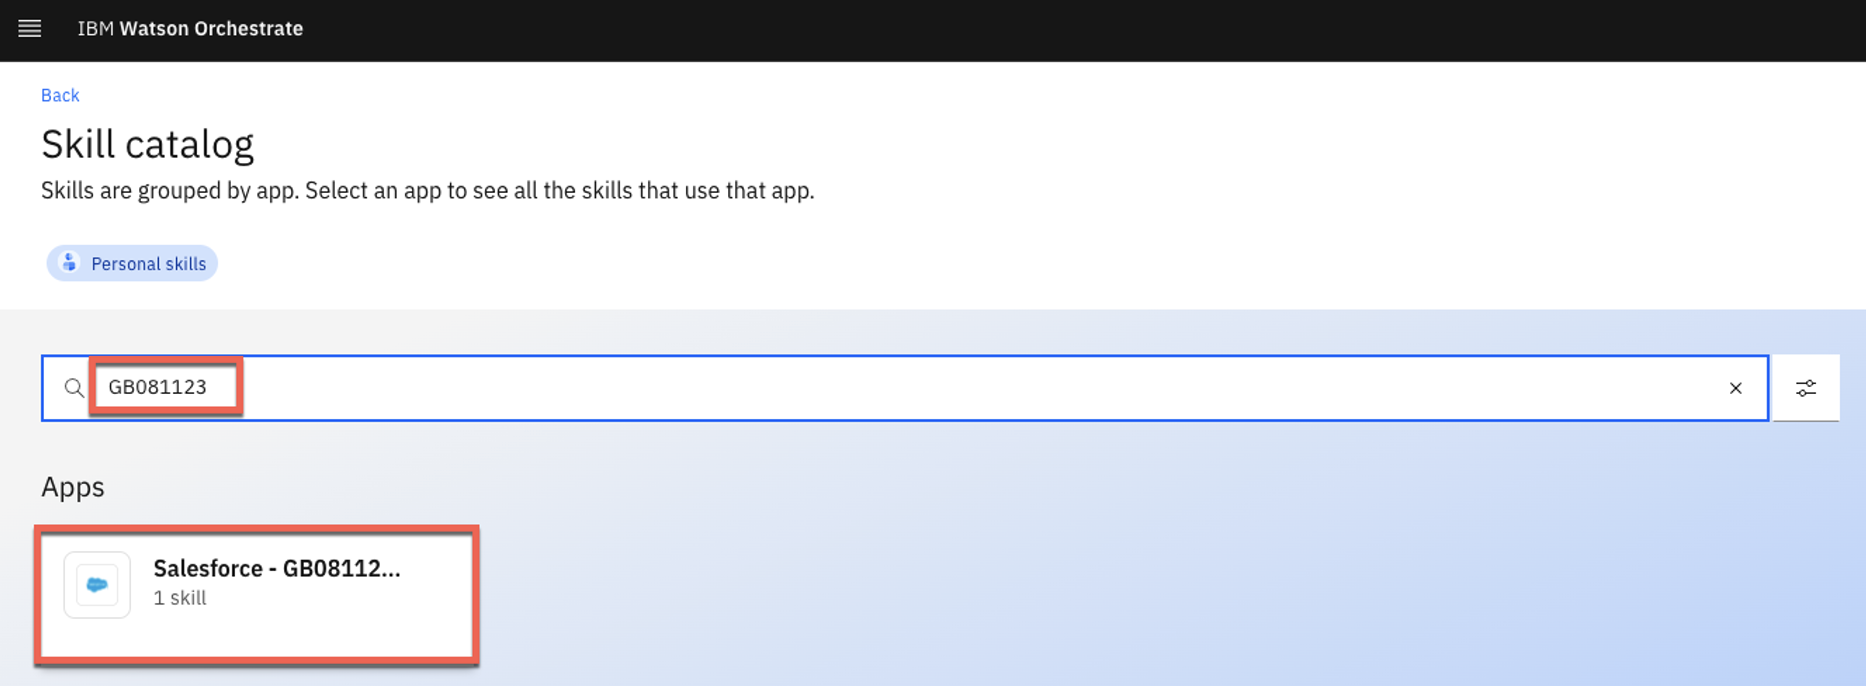 IBM Watson Orchestrate
Back
Skill catalog
Skills are grouped by app. Select an app to see all the skills that use that app.
Personal skills
GB081123
Apps
Salesforce - GB08112...
1 skill